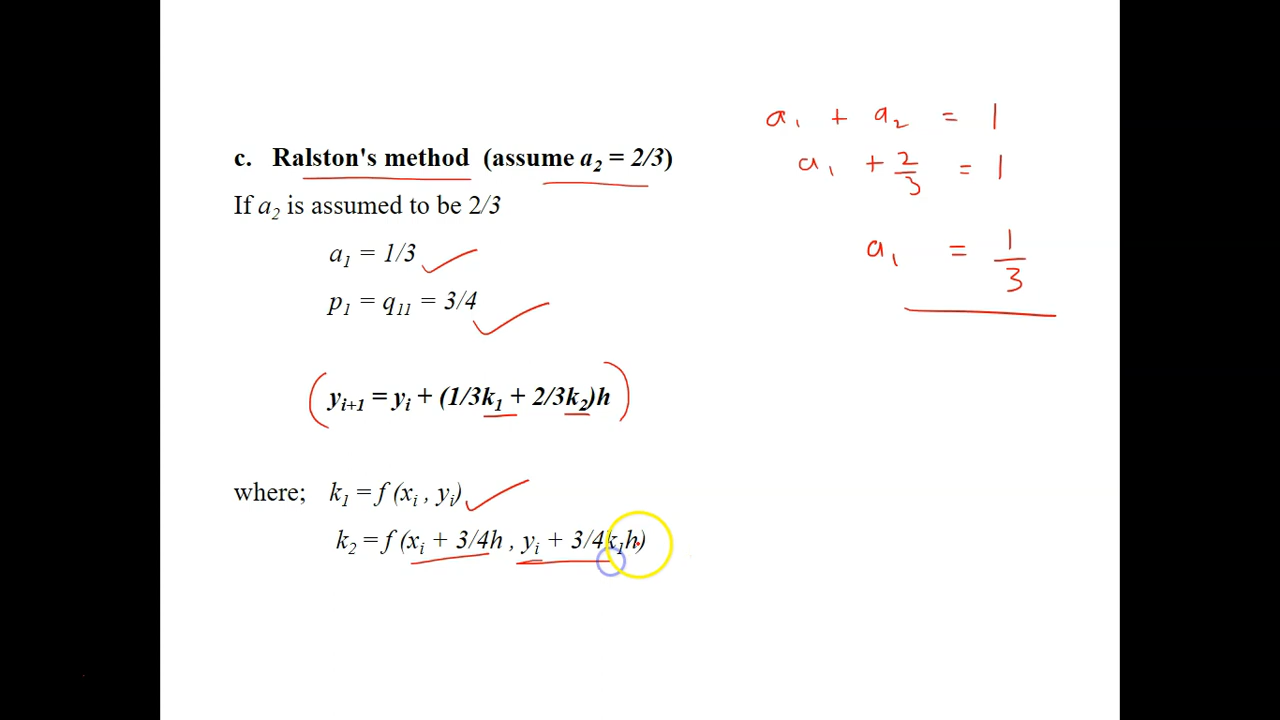 c. Ralston's method (assume a₂ = 2/3)
If a₂ is assumed to be 2/3
a₁ = 1/3
p₁ = q₁₁ = 3/4
yᵢ₊₁ = yᵢ + (1/3k₁ + 2/3k₂)h
where; k₁ = f (xᵢ , yᵢ)
k₂ = f (xᵢ + 3/4h , yᵢ + 3/4k₁h)
a₁ + a₂ = 1
a₁ + 2/3 = 1
a₁ = 1/3